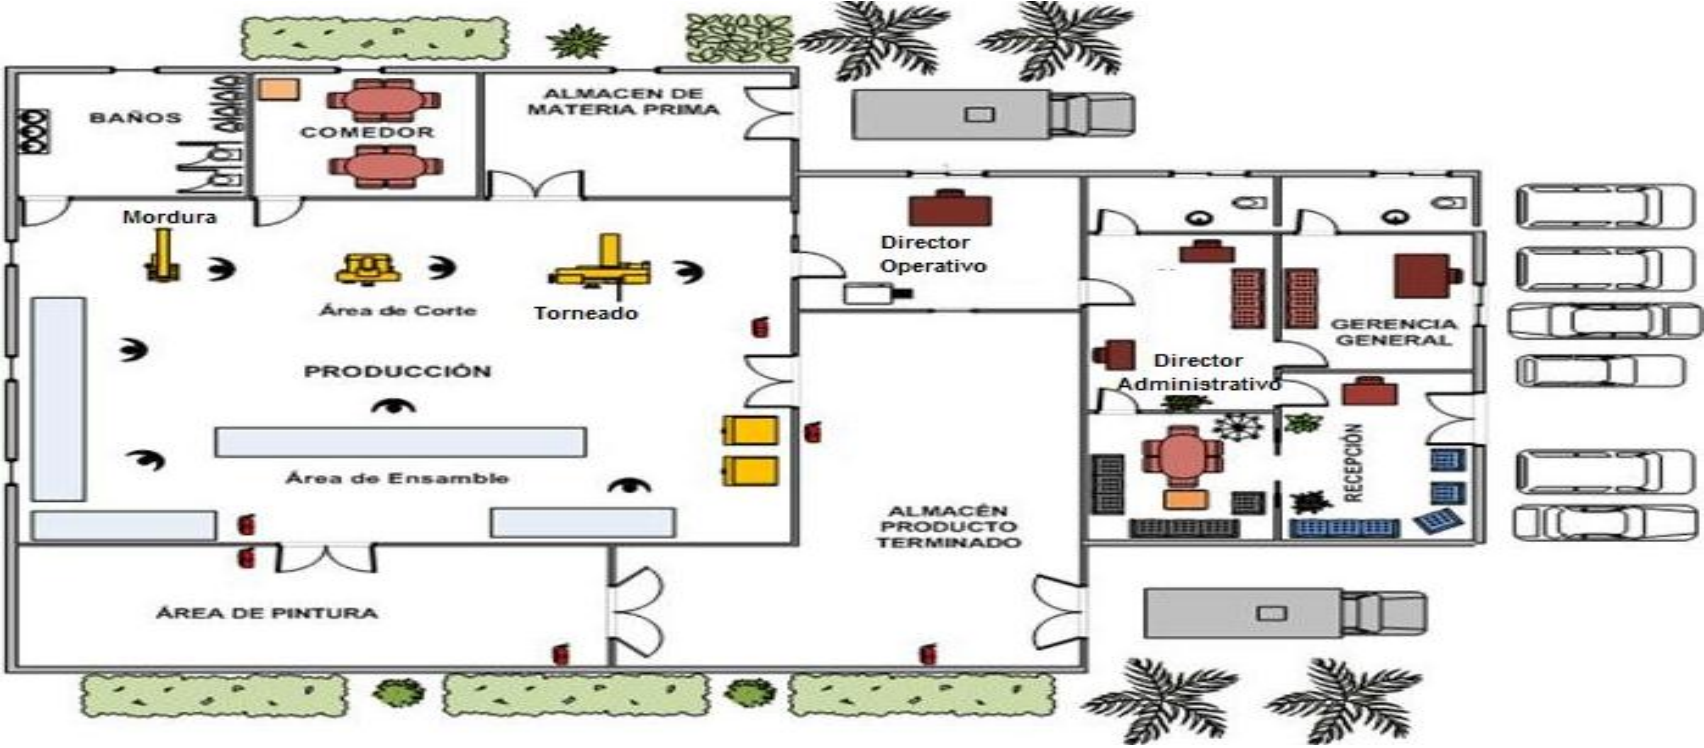 BAÑOS
COMEDOR
ALMACEN DE
MATERIA PRIMA
Mordura
Área de Corte
Torneado
PRODUCCIÓN
Área de Ensamble
ÁREA DE PINTURA
Director
Operativo
ALMACÉN
PRODUCTO
TERMINADO
Director
Administrativo
GERENCIA
GENERAL
RECEPCIÓN